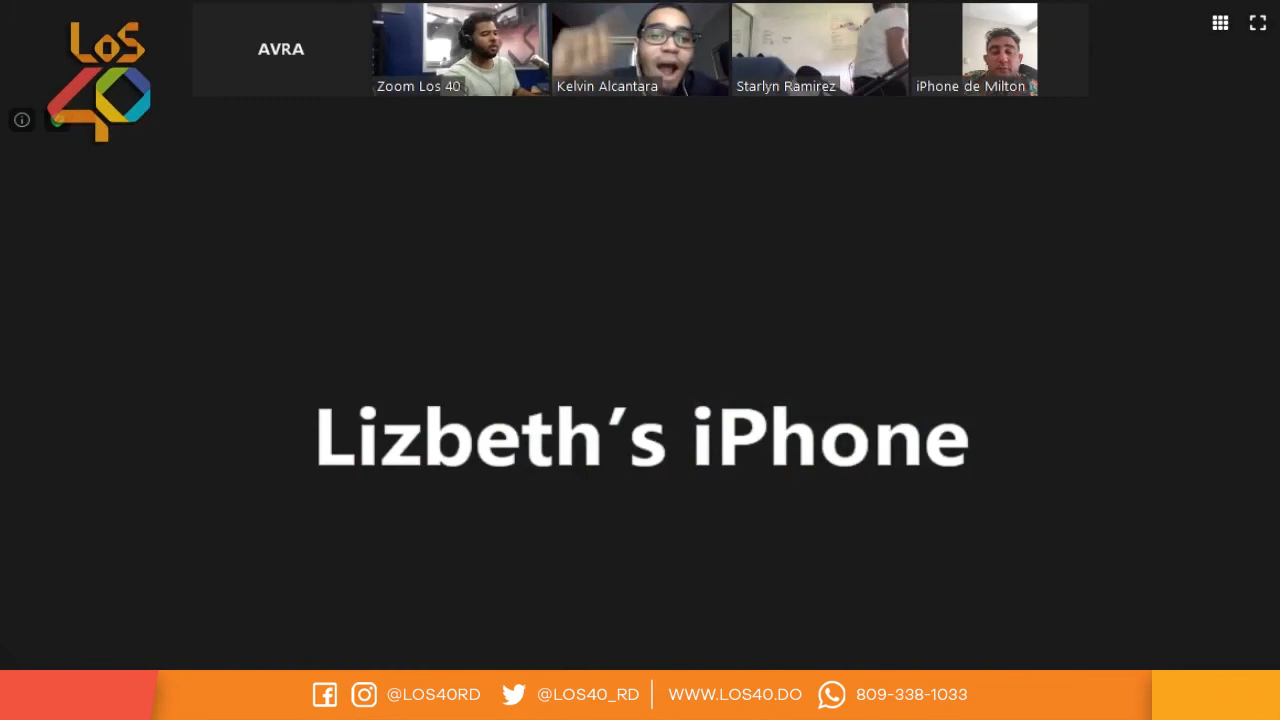 LOS
40
AVRA
Zoom Los 40
Kelvin Alcantara
Starlyn Ramirez
iPhone de Milton
Lizbeth's iPhone
@LOS40RD
@LOS40_RD
WWW.LOS40.DO
809-338-1033